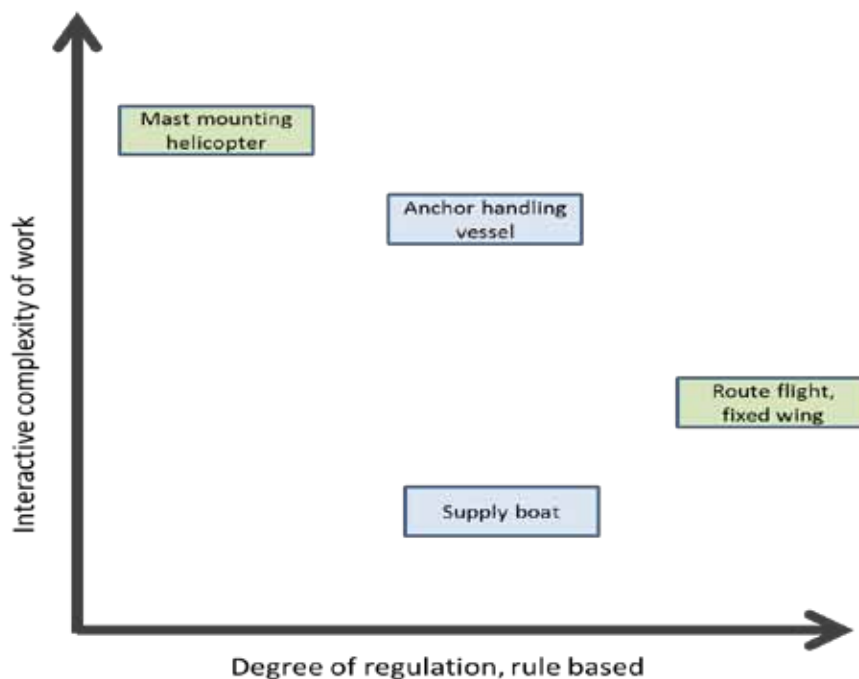 Mast mounting
helicopter
Anchor handling
vessel
Route flight,
fixed wing
Supply boat
Interactive complexity of work
Degree of regulation, rule based